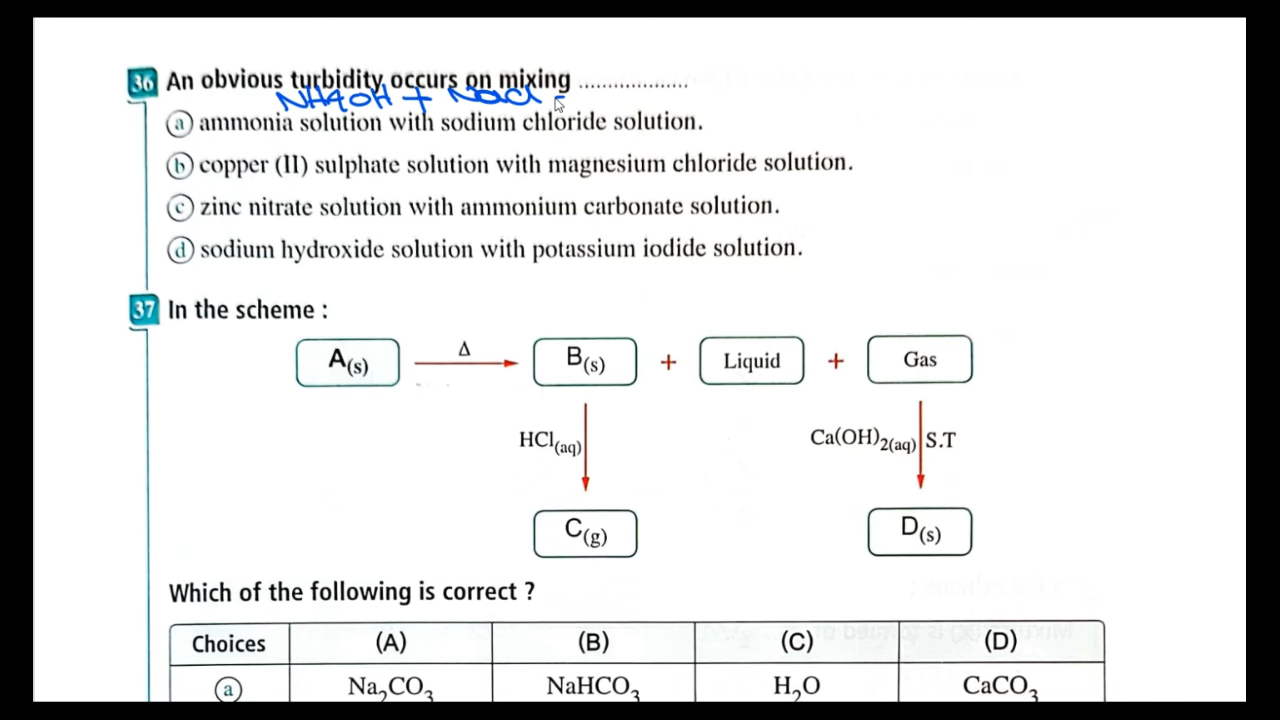 36 An obvious turbidity occurs on mixing ...................
NH4OH + NaCl
a ammonia solution with sodium chloride solution.
b copper (II) sulphate solution with magnesium chloride solution.
c zinc nitrate solution with ammonium carbonate solution.
d sodium hydroxide solution with potassium iodide solution.
37 In the scheme :
A(s) Δ B(s) + Liquid + Gas
HCl(aq) Ca(OH)2(aq) S.T
C(g) D(s)
Which of the following is correct ?
Choices (A) (B) (C) (D)
a Na2CO3 NaHCO3 H2O CaCO3